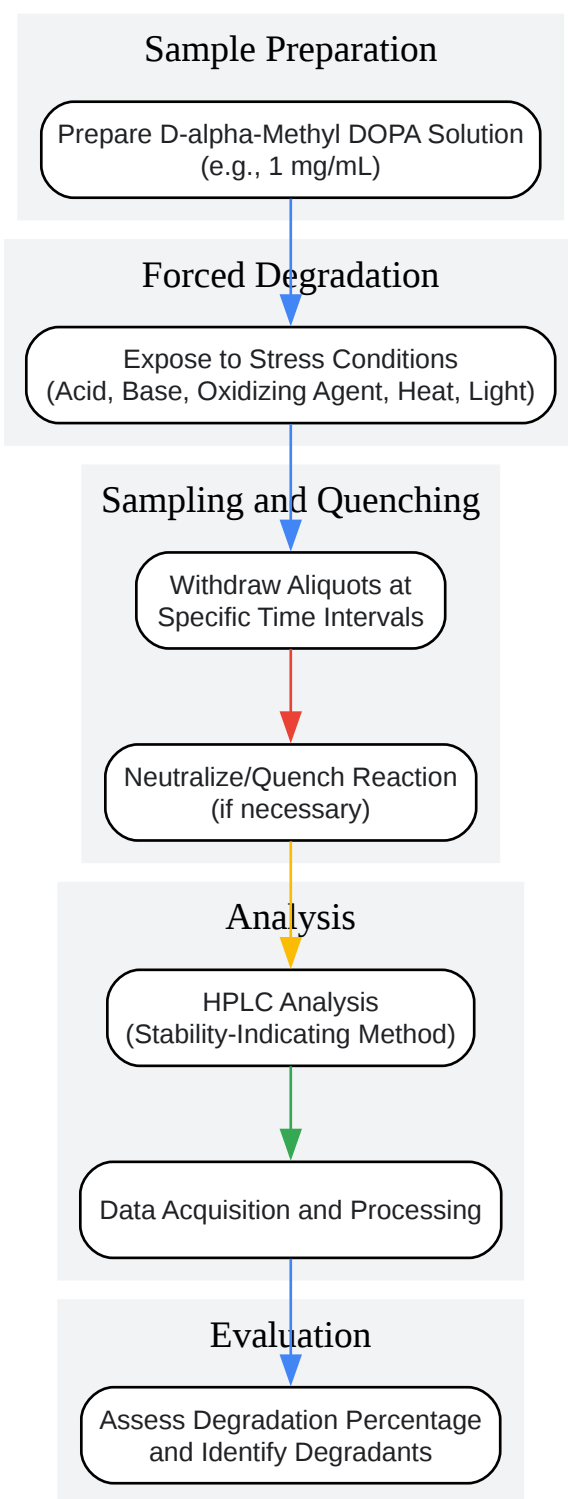 Sample Preparation
Prepare D-alpha-Methyl DOPA Solution
(e.g., 1 mg/mL)
Forced Degradation
Expose to Stress Conditions
(Acid, Base, Oxidizing Agent, Heat, Light)
Sampling and Quenching
Withdraw Aliquots at
Specific Time Intervals
Neutralize/Quench Reaction
(if necessary)
Analysis
HPLC Analysis
(Stability-Indicating Method)
Data Acquisition and Processing
Evaluation
Assess Degradation Percentage
and Identify Degradants